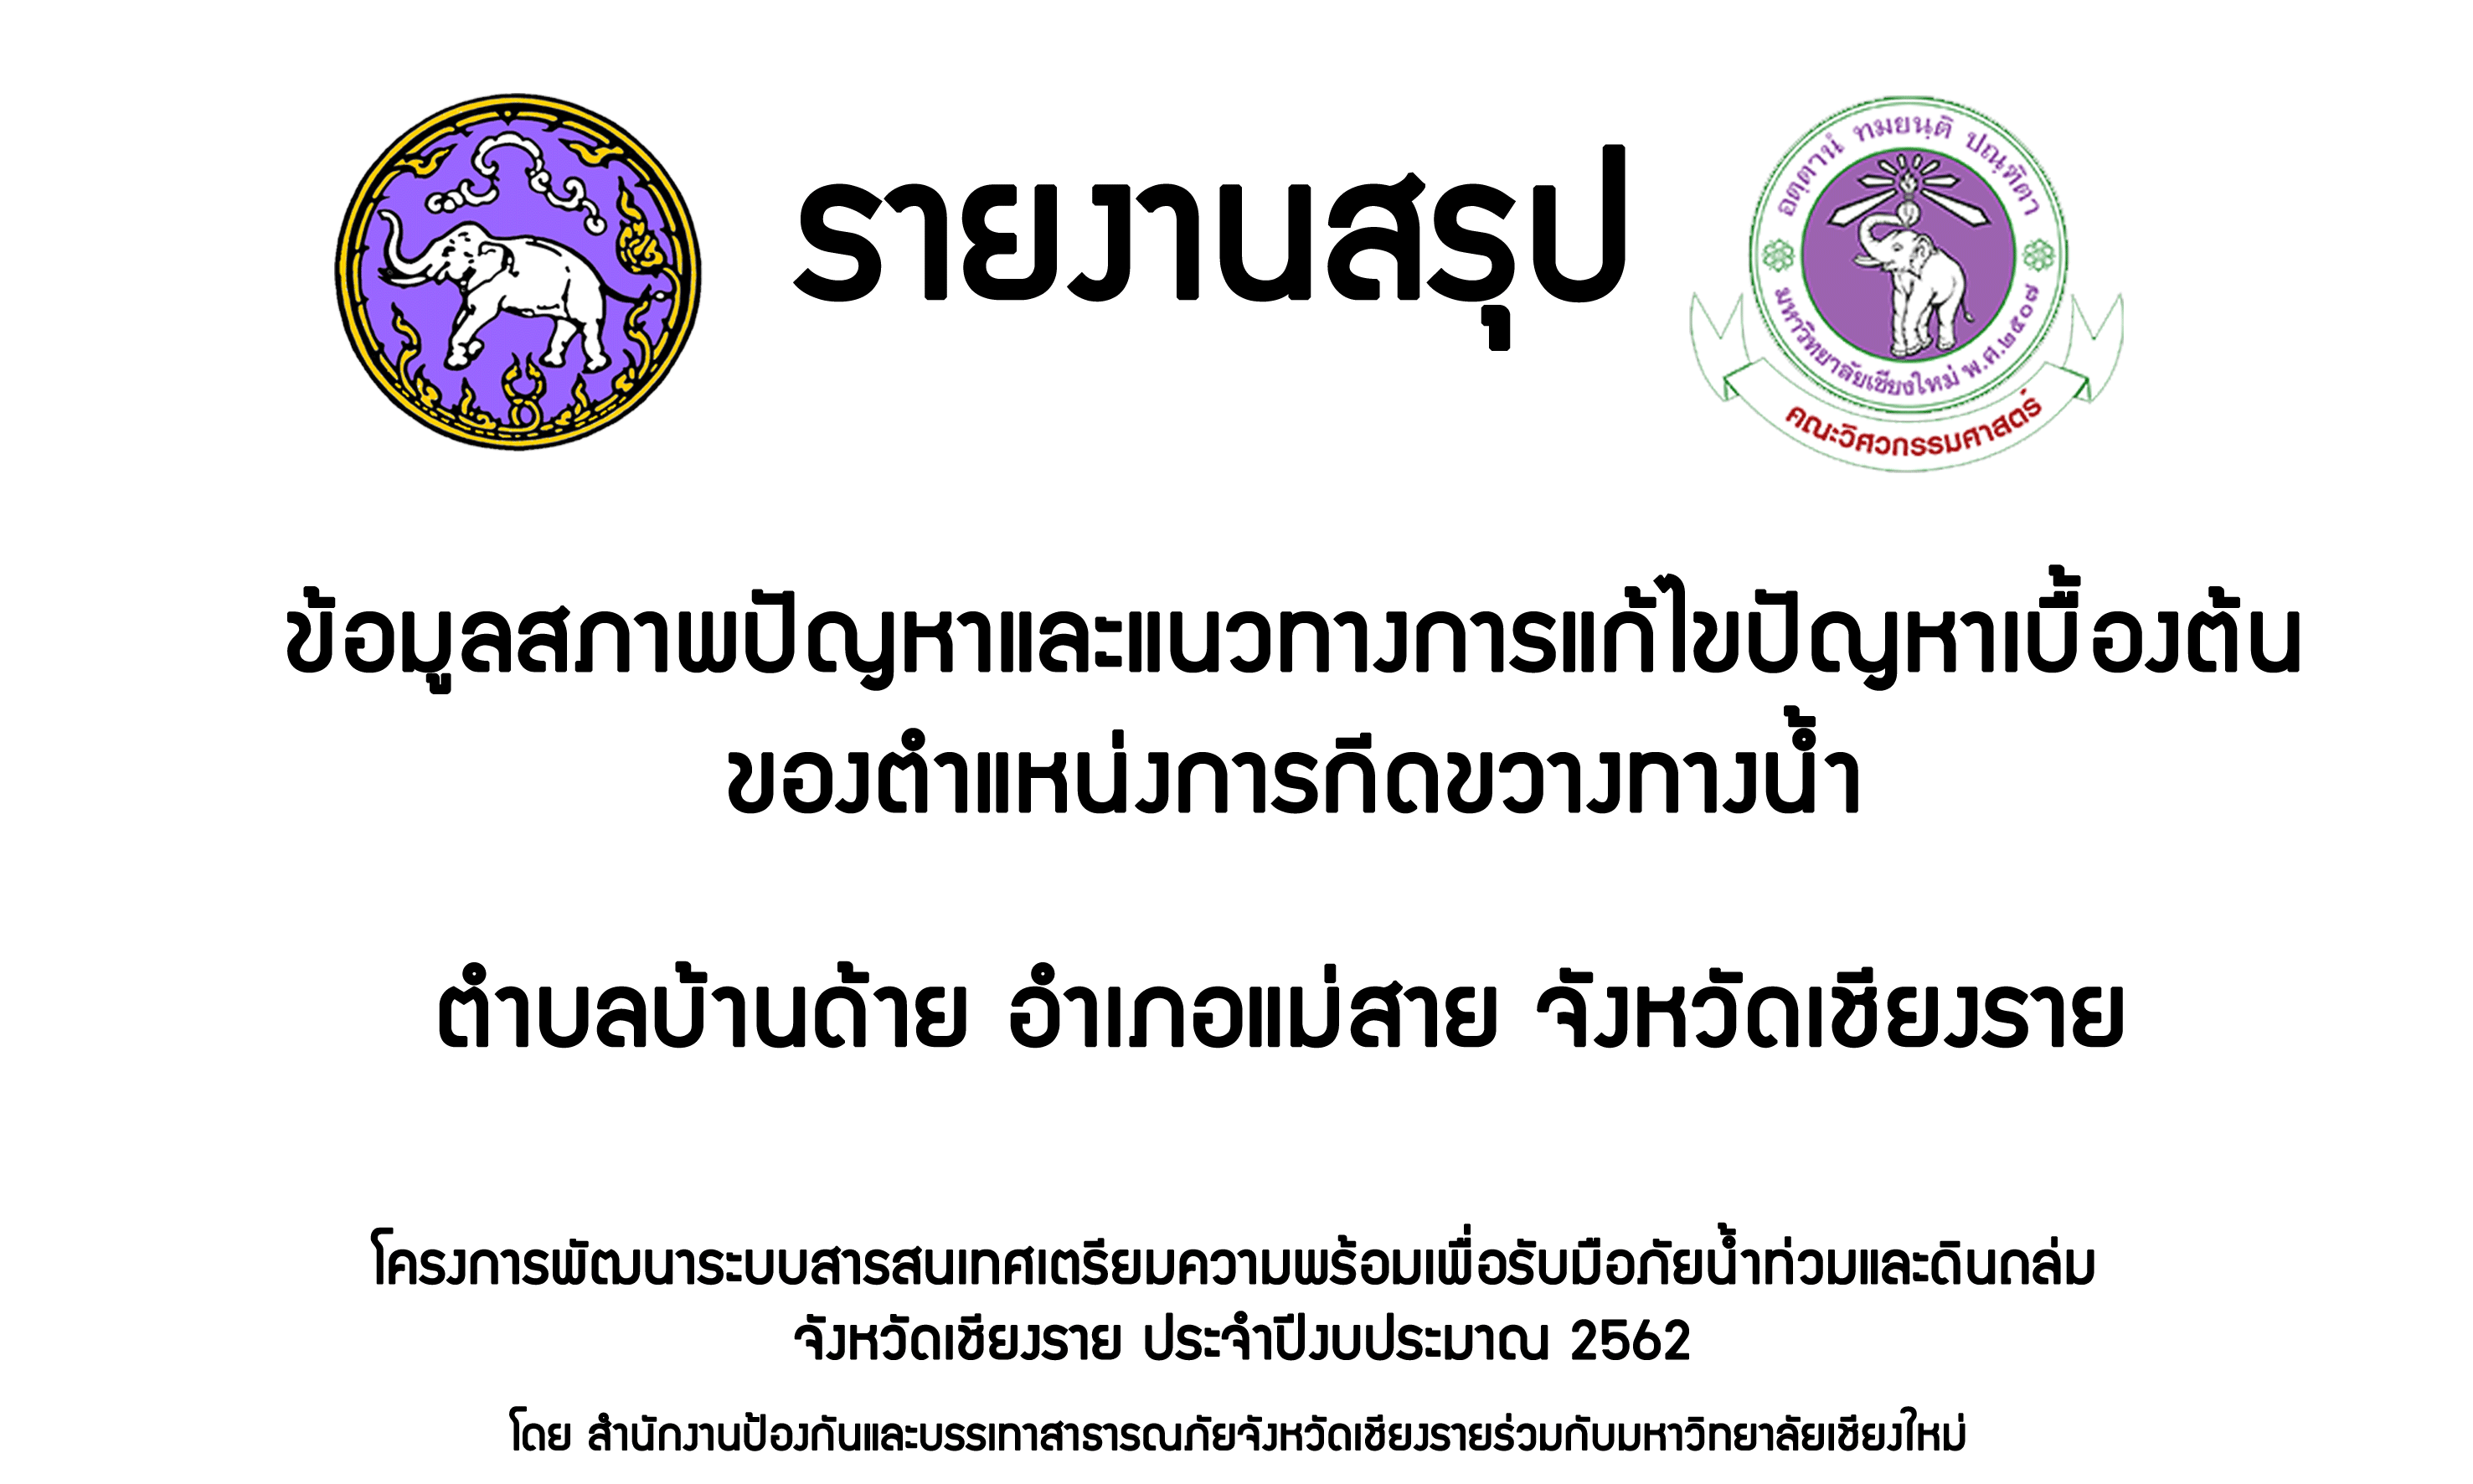 รายงานสรุป
อตฺตานํ ทมยนฺติ ปณฺฑิตา
มหาวิทยาลัยเชียงใหม่ พ.ศ.๒๕๐๗
คณะวิศวกรรมศาสตร์
ข้อมูลสภาพปัญหาและแนวทางการแก้ไขปัญหาเบื้องต้น
ของตำแหน่งการกีดขวางทางน้ำ
ตำบลบ้านด้าย อำเภอแม่สาย จังหวัดเชียงราย
โครงการพัฒนาระบบสารสนเทศเตรียมความพร้อมเพื่อรับมือภัยน้ำท่วมและดินถล่ม
จังหวัดเชียงราย ประจำปีงบประมาณ 2562
โดย สำนักงานป้องกันและบรรเทาสาธารณภัยจังหวัดเชียงรายร่วมกับมหาวิทยาลัยเชียงใหม่